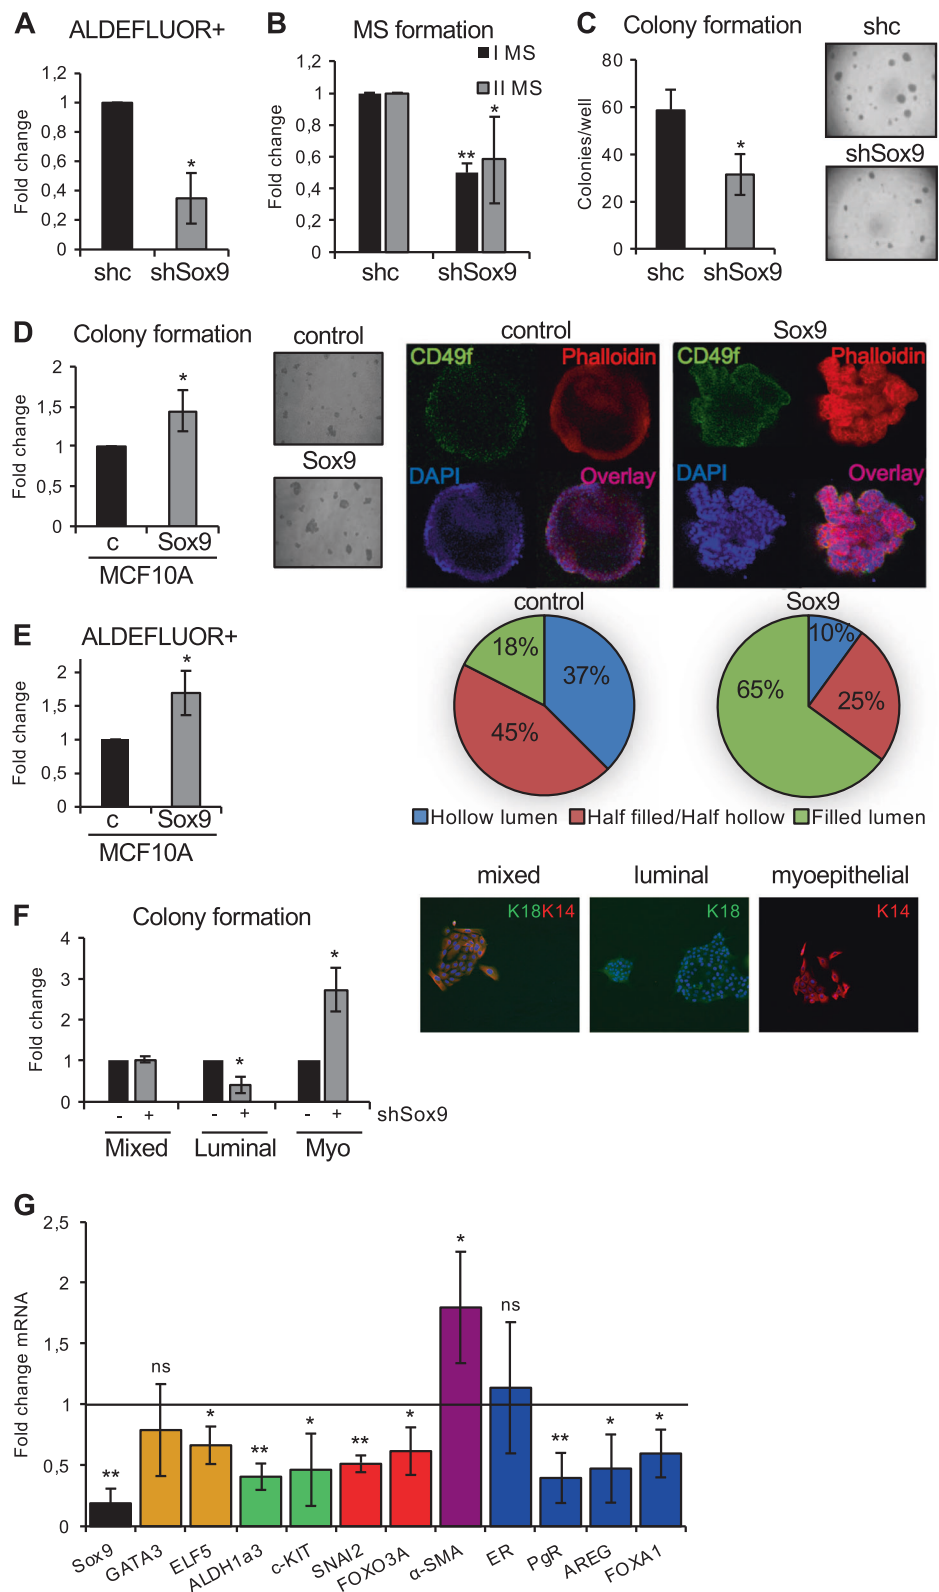 A
ALDEFLUOR+
Fold change
1,2
1
0,8
0,6
0,4
0,2
0
*
shc
shSox9
B
MS formation
I MS
II MS
Fold change
1,2
1
0,8
0,6
0,4
0,2
0
**
*
shc
shSox9
C
Colony formation
Colonies/well
80
60
40
20
0
*
shc
shSox9
shc
shSox9
D
Colony formation
Fold change
2
1,5
1
0,5
0
*
c
Sox9
MCF10A
control
Sox9
control
CD49f
Phalloidin
DAPI
Overlay
Sox9
CD49f
Phalloidin
DAPI
Overlay
control
18%
37%
45%
Sox9
10%
65%
25%
Hollow lumen
Half filled/Half hollow
Filled lumen
E
ALDEFLUOR+
Fold change
2
1,5
1
0,5
0
*
c
Sox9
MCF10A
F
Colony formation
Fold change
4
3
2
1
0
*
*
- + - + - + shSox9
Mixed
Luminal
Myo
mixed
K18K14
luminal
K18
myoepithelial
K14
G
Fold change mRNA
2,5
2
1,5
1
0,5
0
**
ns
*
**
*
**
*
*
ns
**
*
*
Sox9
GATA3
ELF5
ALDH1a3
c-KIT
SNAI2
FOXO3A
α-SMA
ER
PgR
AREG
FOXA1